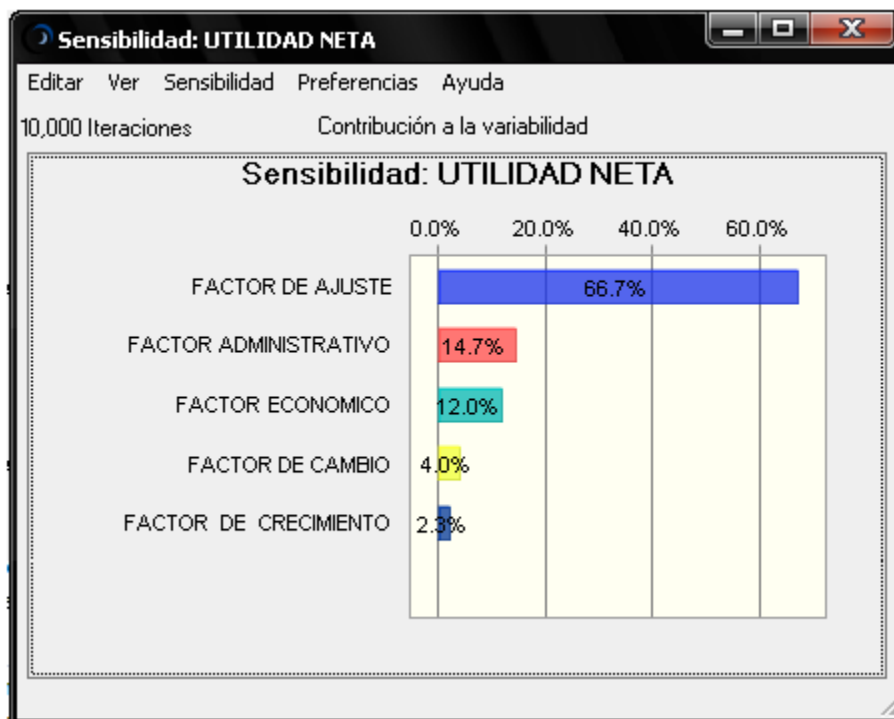 Sensibilidad: UTILIDAD NETA
Editar Ver Sensibilidad Preferencias Ayuda
10,000 Iteraciones Contribución a la variabilidad
Sensibilidad: UTILIDAD NETA
0.0% 20.0% 40.0% 60.0%
FACTOR DE AJUSTE 66.7%
FACTOR ADMINISTRATIVO 14.7%
FACTOR ECONOMICO 12.0%
FACTOR DE CAMBIO 4.0%
FACTOR DE CRECIMIENTO 2.3%